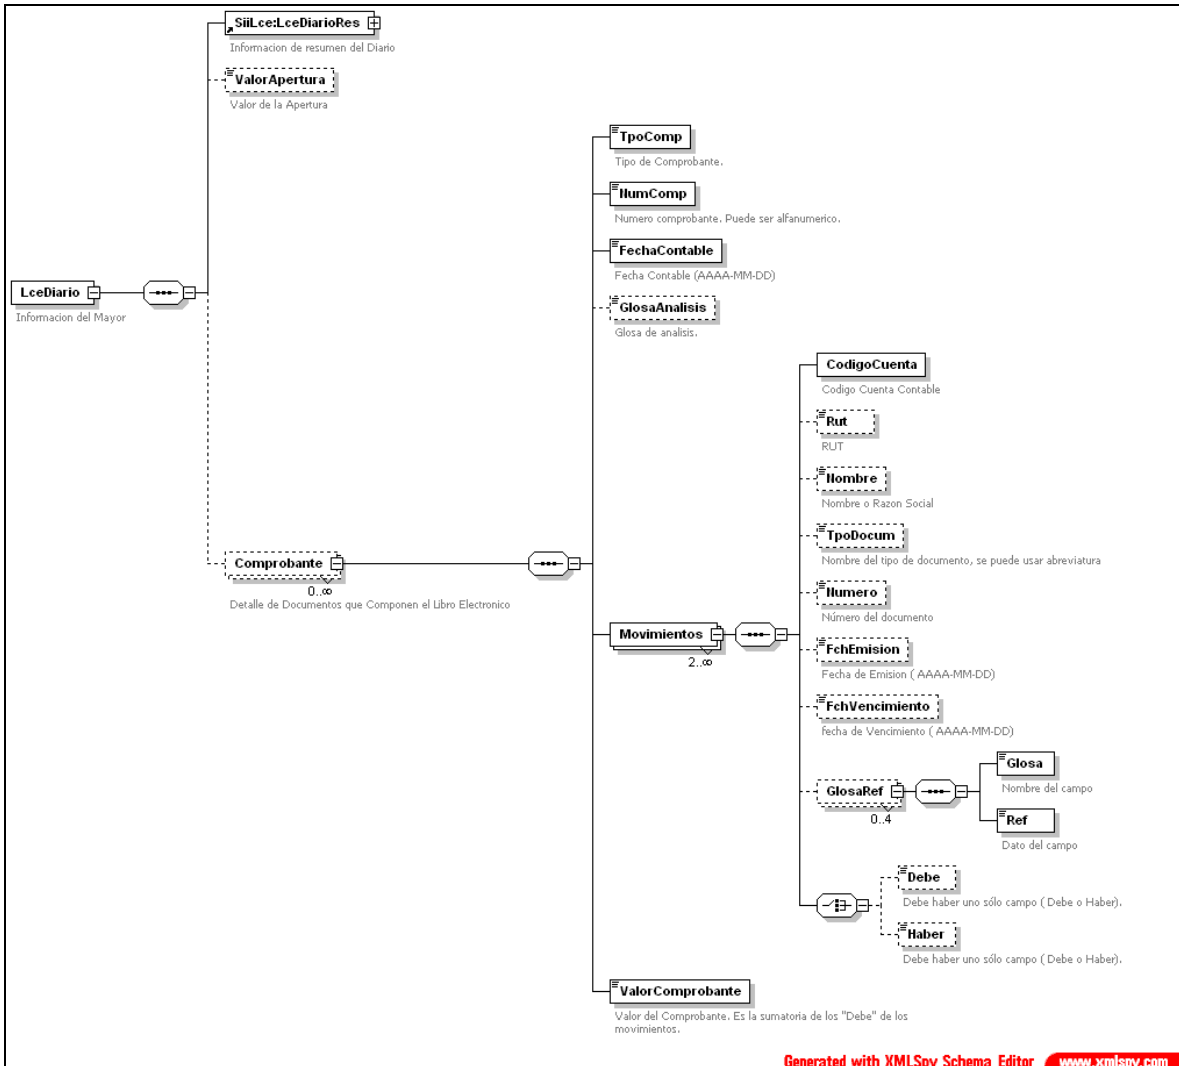 SiiLce:LceDiarioRes
Informacion de resumen del Diario
ValorApertura
Valor de la Apertura
TpoComp
Tipo de Comprobante.
NumComp
Numero comprobante. Puede ser alfanumerico.
FechaContable
Fecha Contable (AAAA-MM-DD)
LceDiario
Informacion del Mayor
GlosaAnalisis
Glosa de analisis.
CodigoCuenta
Codigo Cuenta Contable
Rut
RUT
Nombre
Nombre o Razon Social
TpoDocum
Nombre del tipo de documento, se puede usar abreviatura
Comprobante
0..∞
Detalle de Documentos que Componen el Libro Electronico
Numero
Número del documento
Movimientos
2..∞
FchEmision
Fecha de Emision ( AAAA-MM-DD)
FchVencimiento
fecha de Vencimiento ( AAAA-MM-DD)
GlosaRef
0..4
Glosa
Nombre del campo
Ref
Dato del campo
Debe
Debe haber uno sólo campo ( Debe o Haber).
Haber
Debe haber uno sólo campo ( Debe o Haber).
ValorComprobante
Valor del Comprobante. Es la sumatoria de los "Debe" de los
movimientos.
Generated with XMLSpy Schema Editor www.xmlspy.com